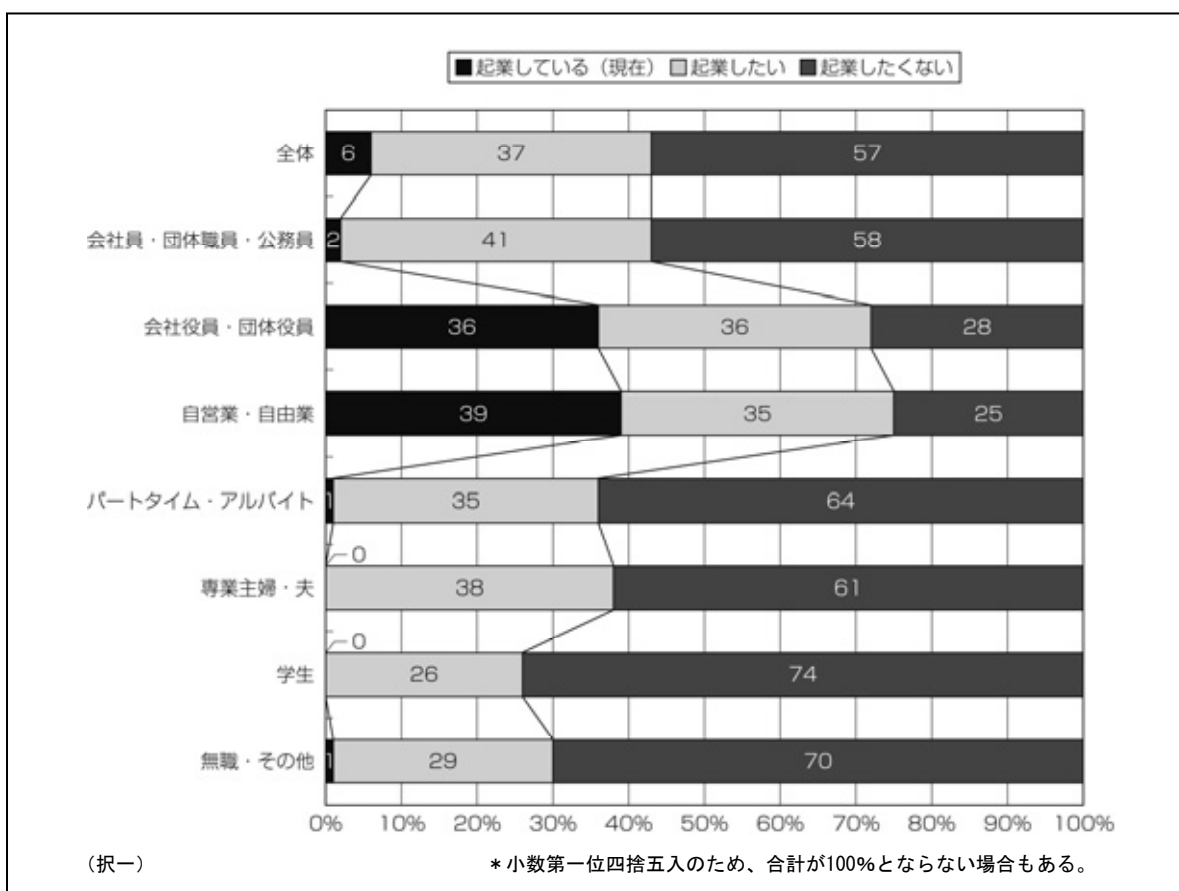 ■起業している（現在） □起業したい ■起業したくない
全体 6 37 57
会社員・団体職員・公務員 2 41 58
会社役員・団体役員 36 36 28
自営業・自由業 39 35 25
パートタイム・アルバイト 1 35 64
0
専業主婦・夫 38 61
0
学生 26 74
無職・その他 1 29 70
0% 10% 20% 30% 40% 50% 60% 70% 80% 90% 100%
（択一） ＊小数第一位四捨五入のため、合計が100％とならない場合もある。